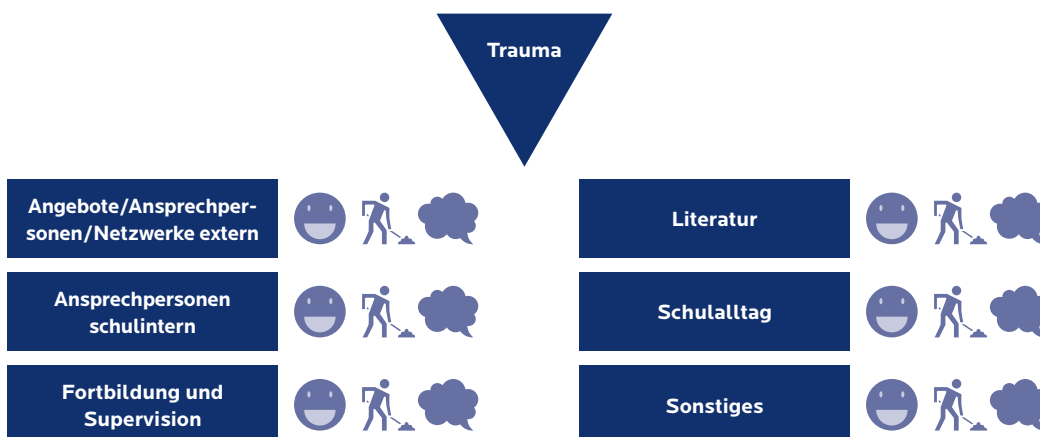 Trauma
Angebote/Ansprechper-
sonen/Netzwerke extern
Literatur
Ansprechpersonen
schulintern
Schulalltag
Fortbildung und
Supervision
Sonstiges